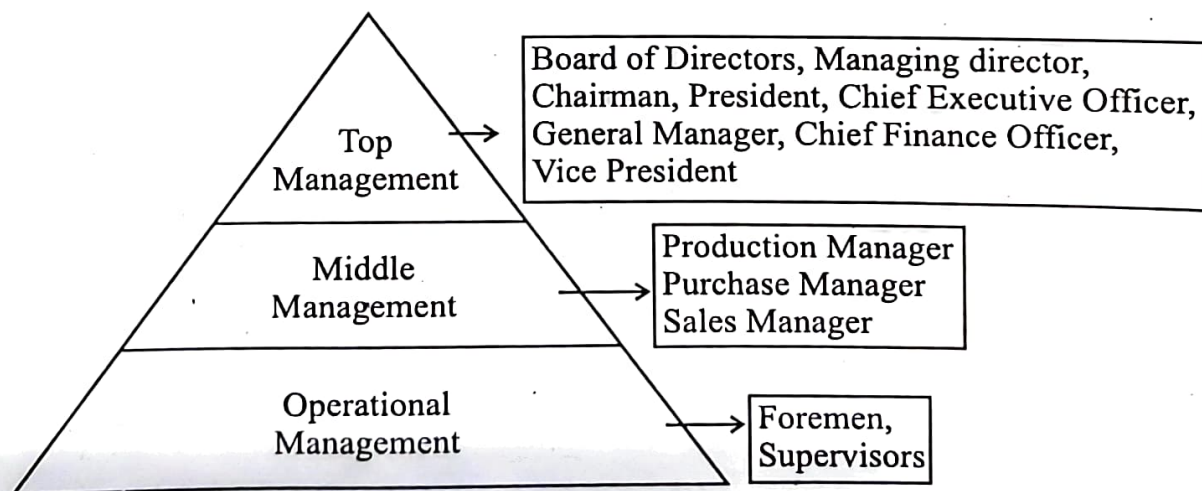 Top
Management
Board of Directors, Managing director,
Chairman, President, Chief Executive Officer,
General Manager, Chief Finance Officer,
Vice President
Middle
Management
Production Manager
Purchase Manager
Sales Manager
Operational
Management
Foremen,
Supervisors